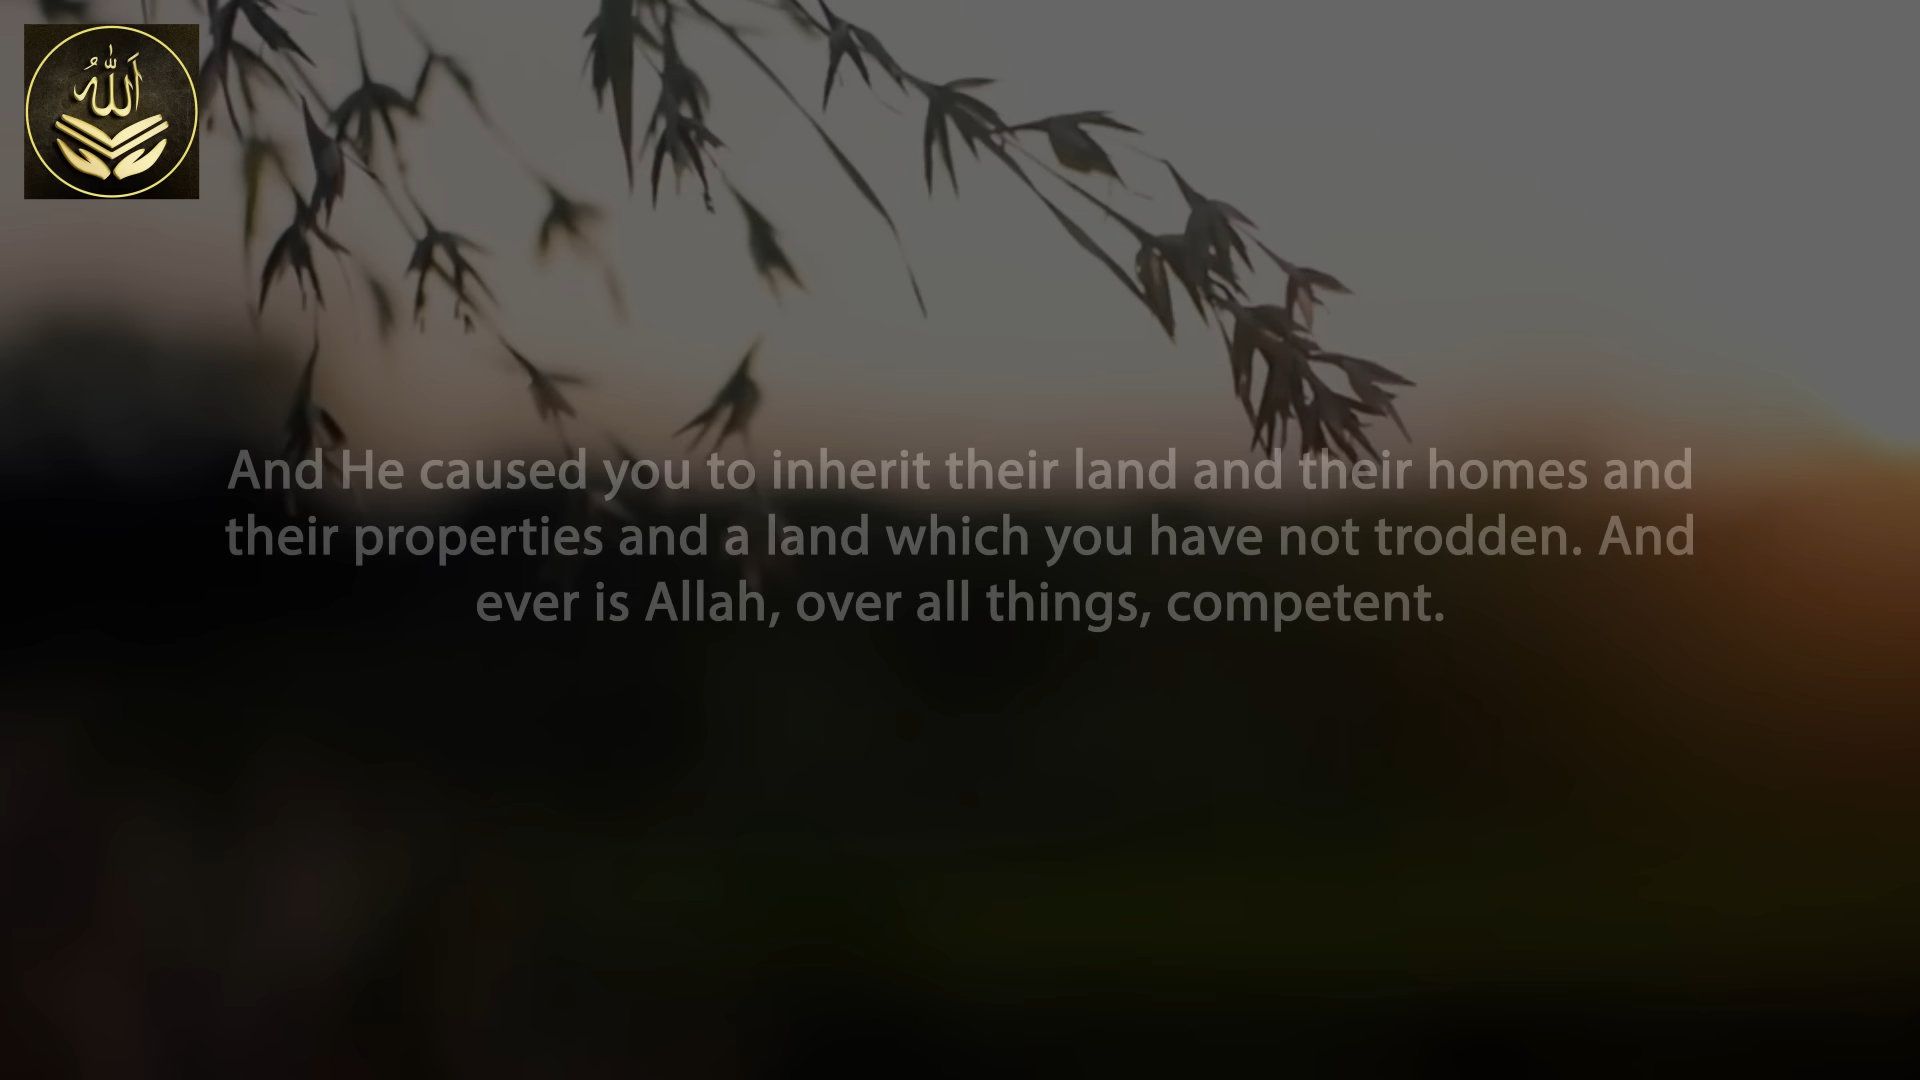 اَللّٰهُ
And He caused you to inherit their land and their homes and
their properties and a land which you have not trodden. And
ever is Allah, over all things, competent.